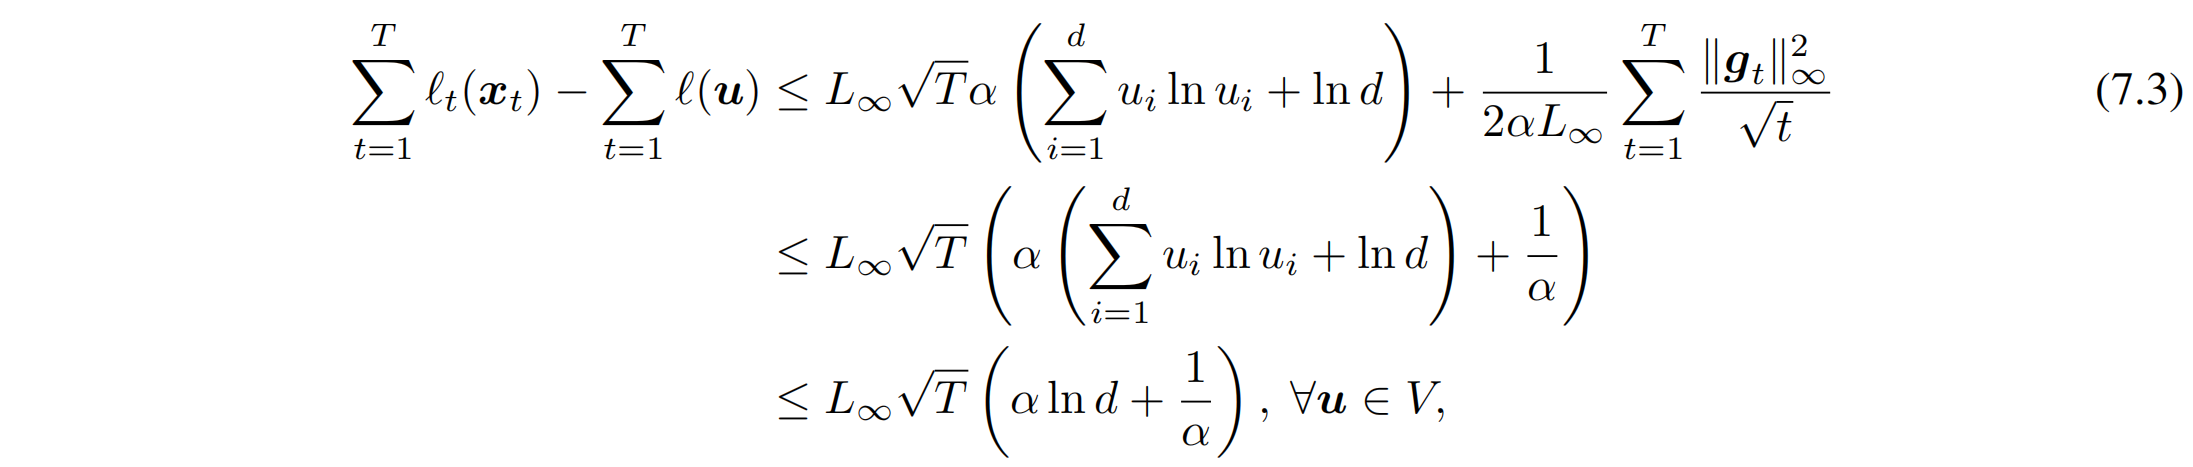 $$\sum_{t=1}^{T} \ell_t(\boldsymbol{x}_t) - \sum_{t=1}^{T} \ell(\boldsymbol{u}) \leq L_\infty \sqrt{T} \alpha \left( \sum_{i=1}^{d} u_i \ln u_i + \ln d \right) + \frac{1}{2\alpha L_\infty} \sum_{t=1}^{T} \frac{\|\boldsymbol{g}_t\|_\infty^2}{\sqrt{t}} \quad (7.3)$$
$$\leq L_\infty \sqrt{T} \left( \alpha \left( \sum_{i=1}^{d} u_i \ln u_i + \ln d \right) + \frac{1}{\alpha} \right)$$
$$\leq L_\infty \sqrt{T} \left( \alpha \ln d + \frac{1}{\alpha} \right), \ \forall \boldsymbol{u} \in V,$$